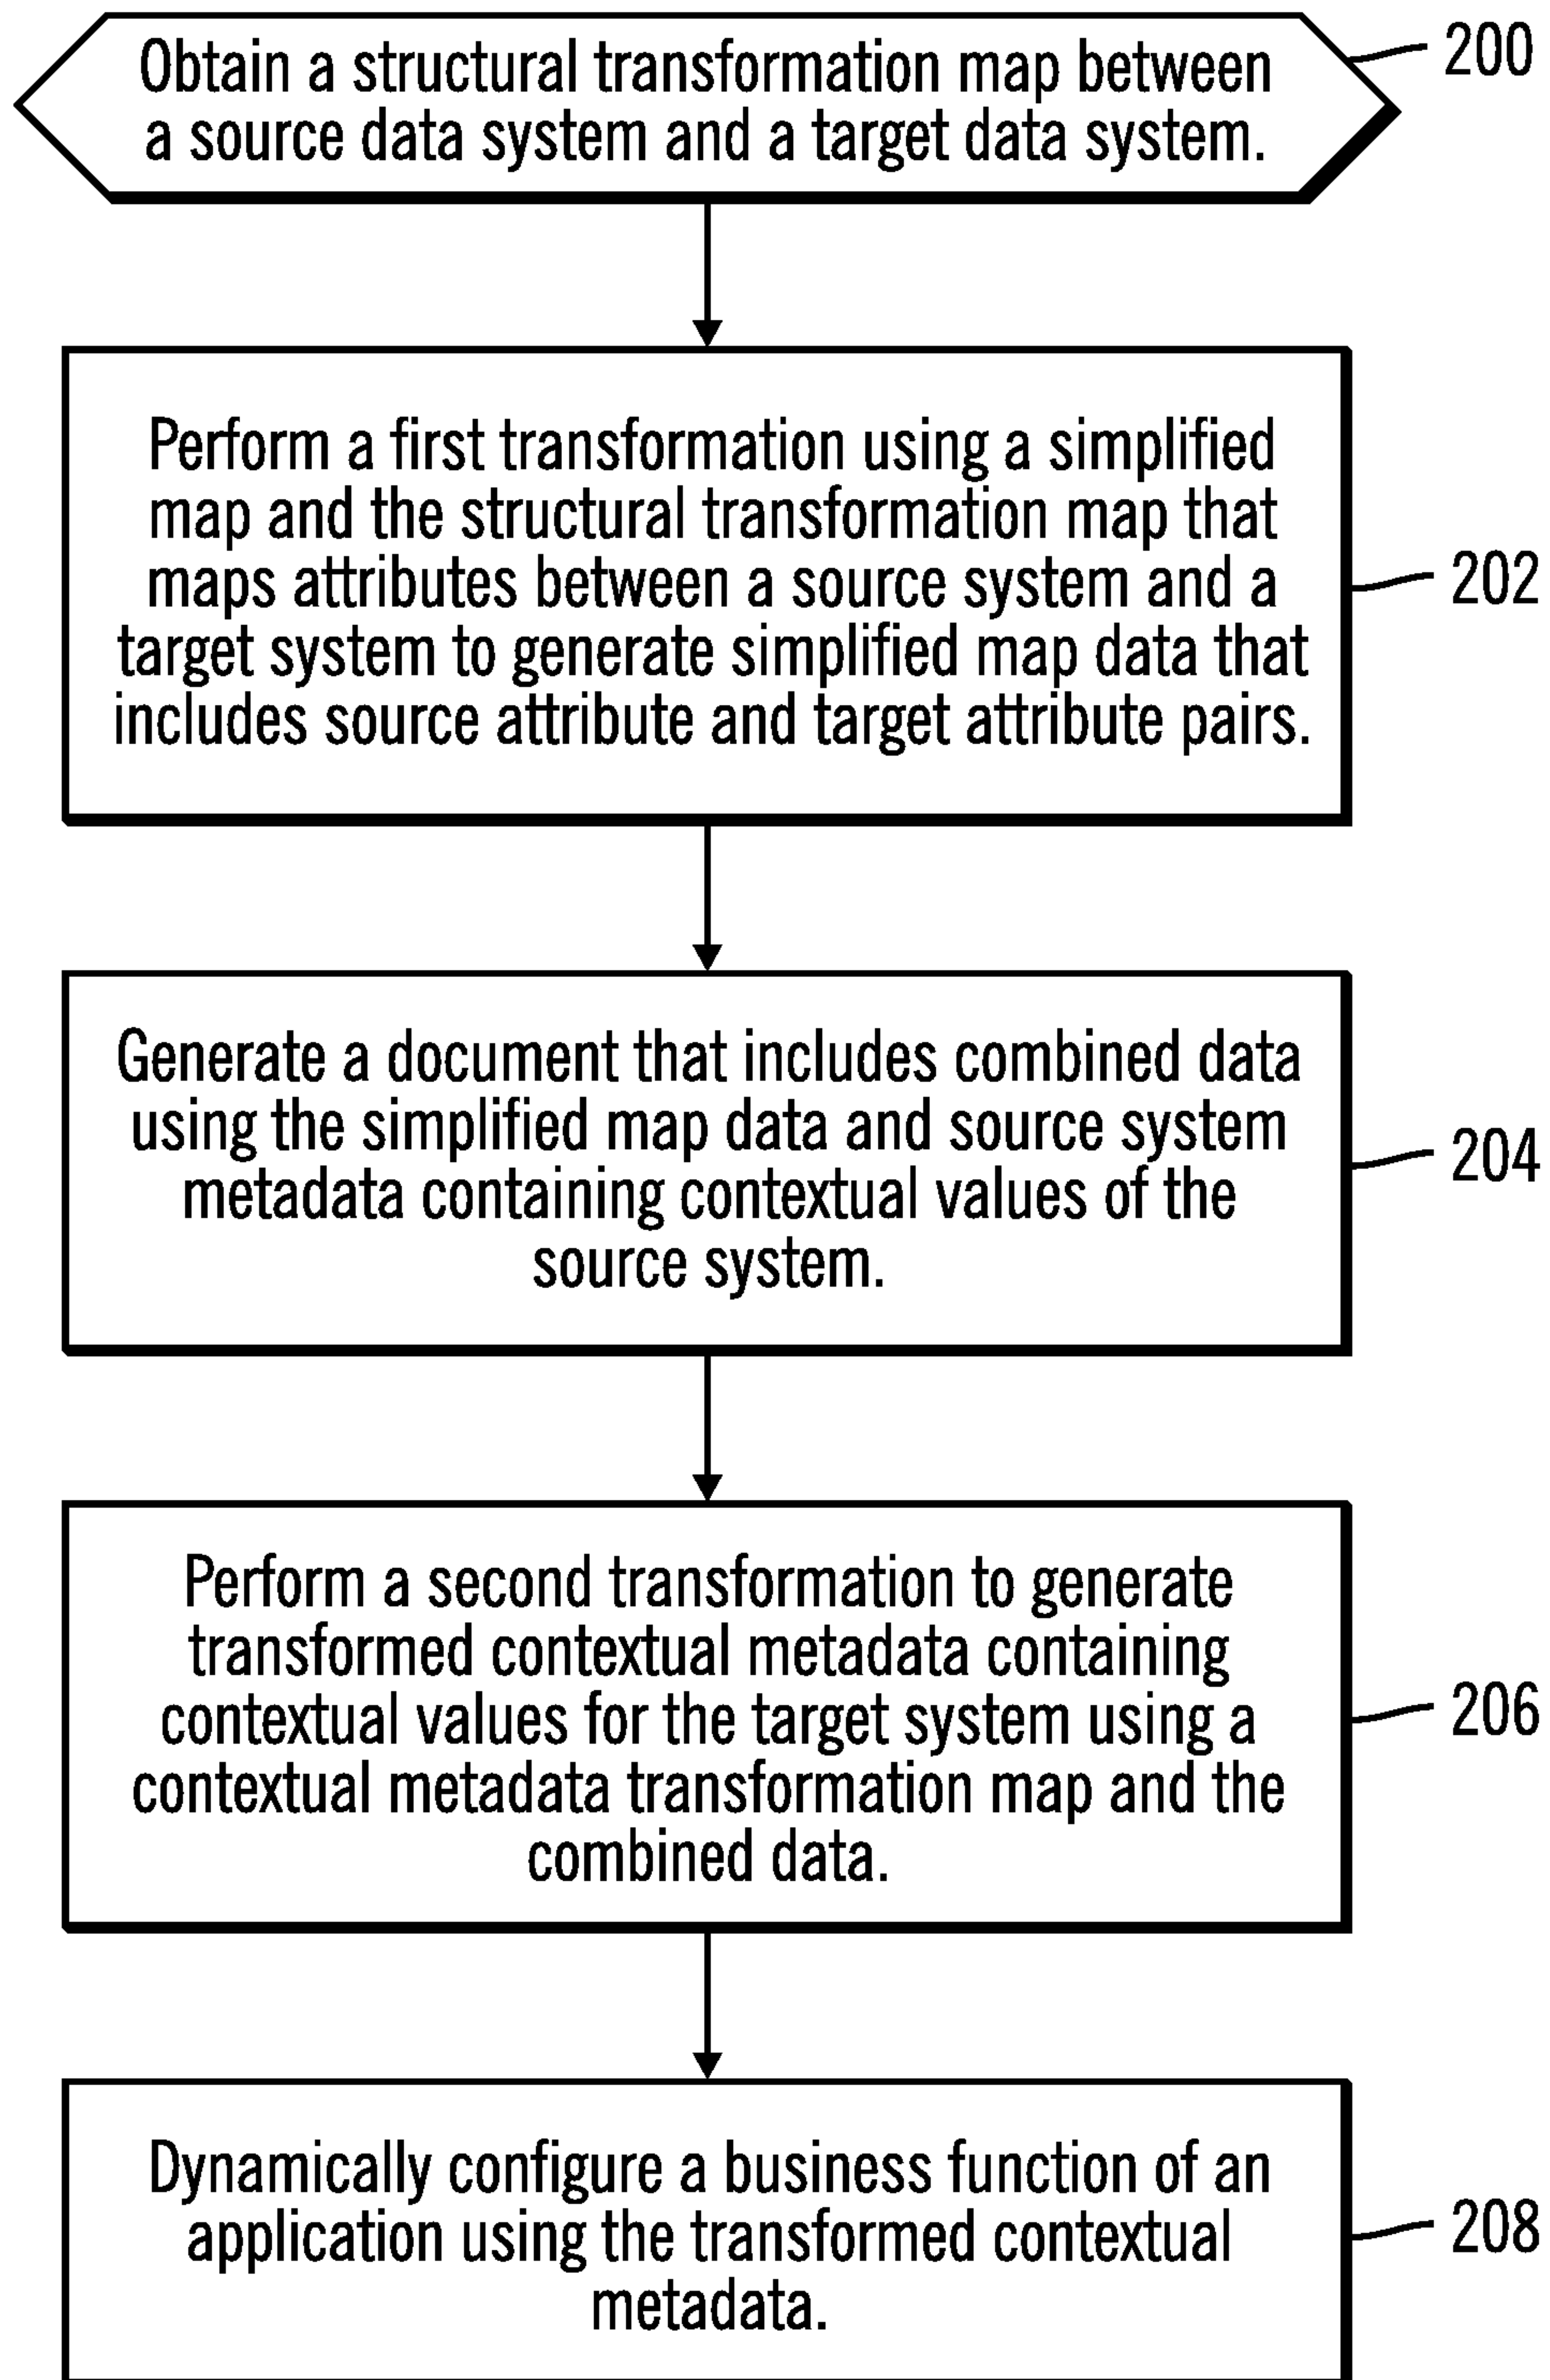 Obtain a structural transformation map between
a source data system and a target data system.
200
Perform a first transformation using a simplified
map and the structural transformation map that
maps attributes between a source system and a
target system to generate simplified map data that
includes source attribute and target attribute pairs.
202
Generate a document that includes combined data
using the simplified map data and source system
metadata containing contextual values of the
source system.
204
Perform a second transformation to generate
transformed contextual metadata containing
contextual values for the target system using a
contextual metadata transformation map and the
combined data.
206
Dynamically configure a business function of an
application using the transformed contextual
metadata.
208